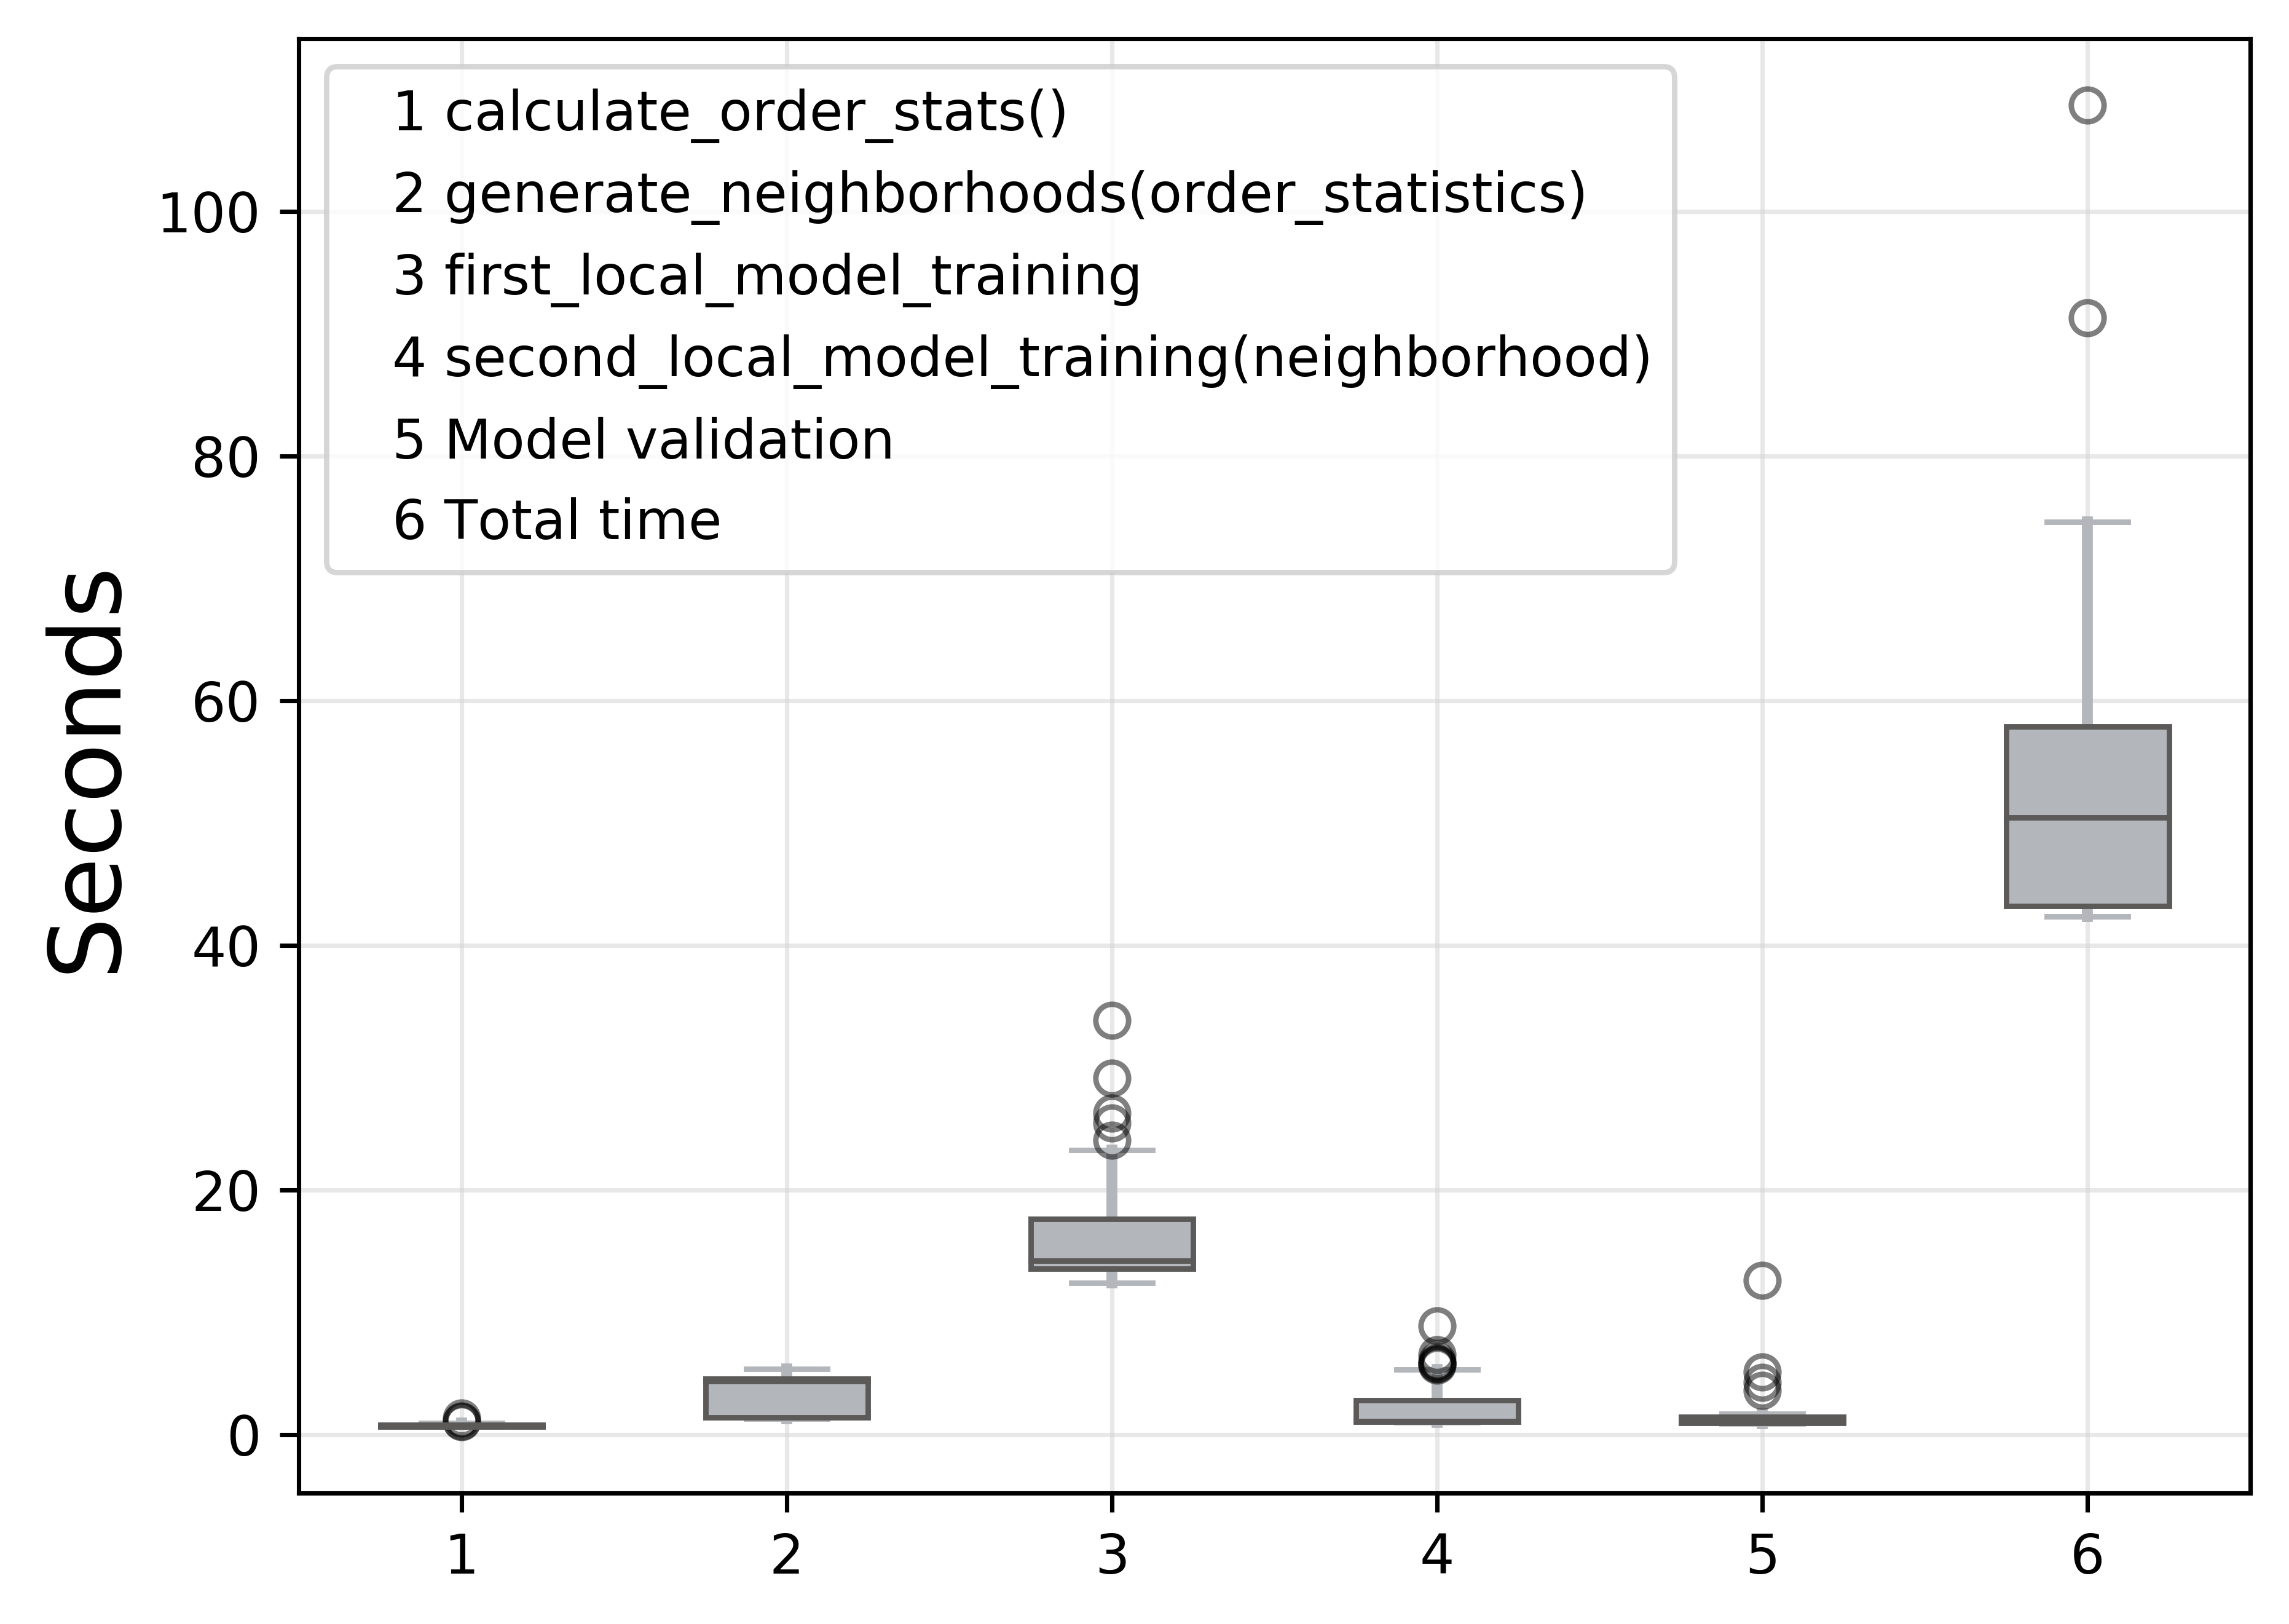 1 calculate_order_stats()
2 generate_neighborhoods(order_statistics)
3 first_local_model_training
4 second_local_model_training(neighborhood)
5 Model validation
6 Total time
Seconds
100
80
60
40
20
0
1 2 3 4 5 6